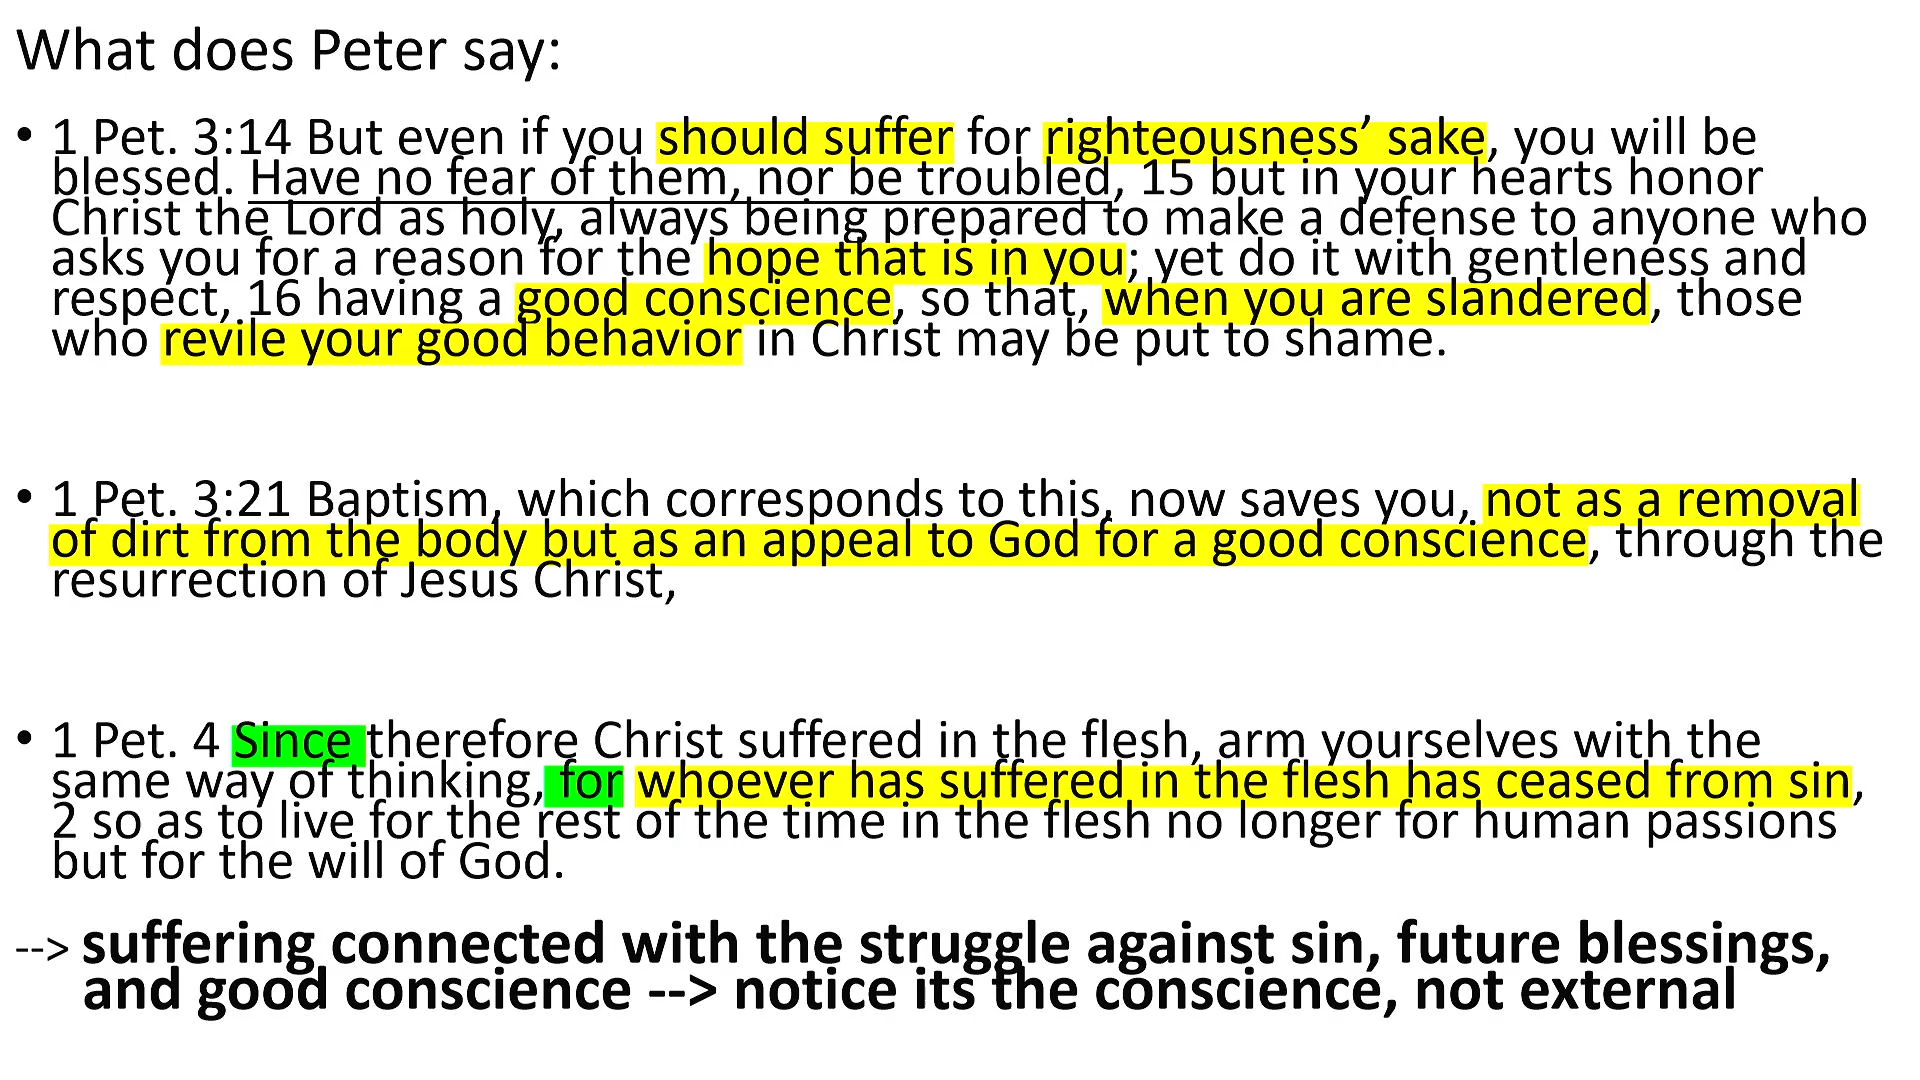 What does Peter say:
• 1 Pet. 3:14 But even if you should suffer for righteousness’ sake, you will be
blessed. Have no fear of them, nor be troubled, 15 but in your hearts honor
Christ the Lord as holy, always being prepared to make a defense to anyone who
asks you for a reason for the hope that is in you; yet do it with gentleness and
respect, 16 having a good conscience, so that, when you are slandered, those
who revile your good behavior in Christ may be put to shame.
• 1 Pet. 3:21 Baptism, which corresponds to this, now saves you, not as a removal
of dirt from the body but as an appeal to God for a good conscience, through the
resurrection of Jesus Christ,
• 1 Pet. 4 Since therefore Christ suffered in the flesh, arm yourselves with the
same way of thinking, for whoever has suffered in the flesh has ceased from sin,
2 so as to live for the rest of the time in the flesh no longer for human passions
but for the will of God.
--> suffering connected with the struggle against sin, future blessings,
and good conscience --> notice its the conscience, not external